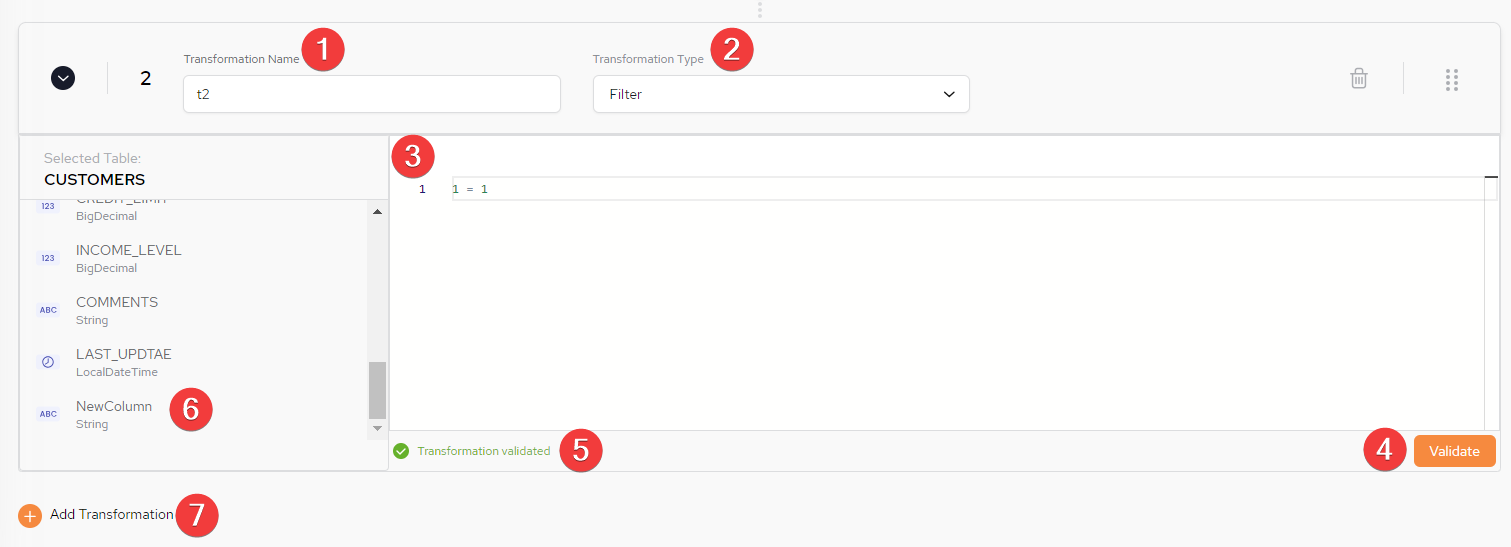 Transformation Name 1
Transformation Type 2
2
t2
Filter
Selected Table:
CUSTOMERS
3
1 1 = 1
123 CREDIT_LIMIT
BigDecimal
123 INCOME_LEVEL
BigDecimal
ABC COMMENTS
String
LAST_UPDTAE
LocalDateTime
ABC NewColumn 6
String
Transformation validated 5
4 Validate
Add Transformation 7